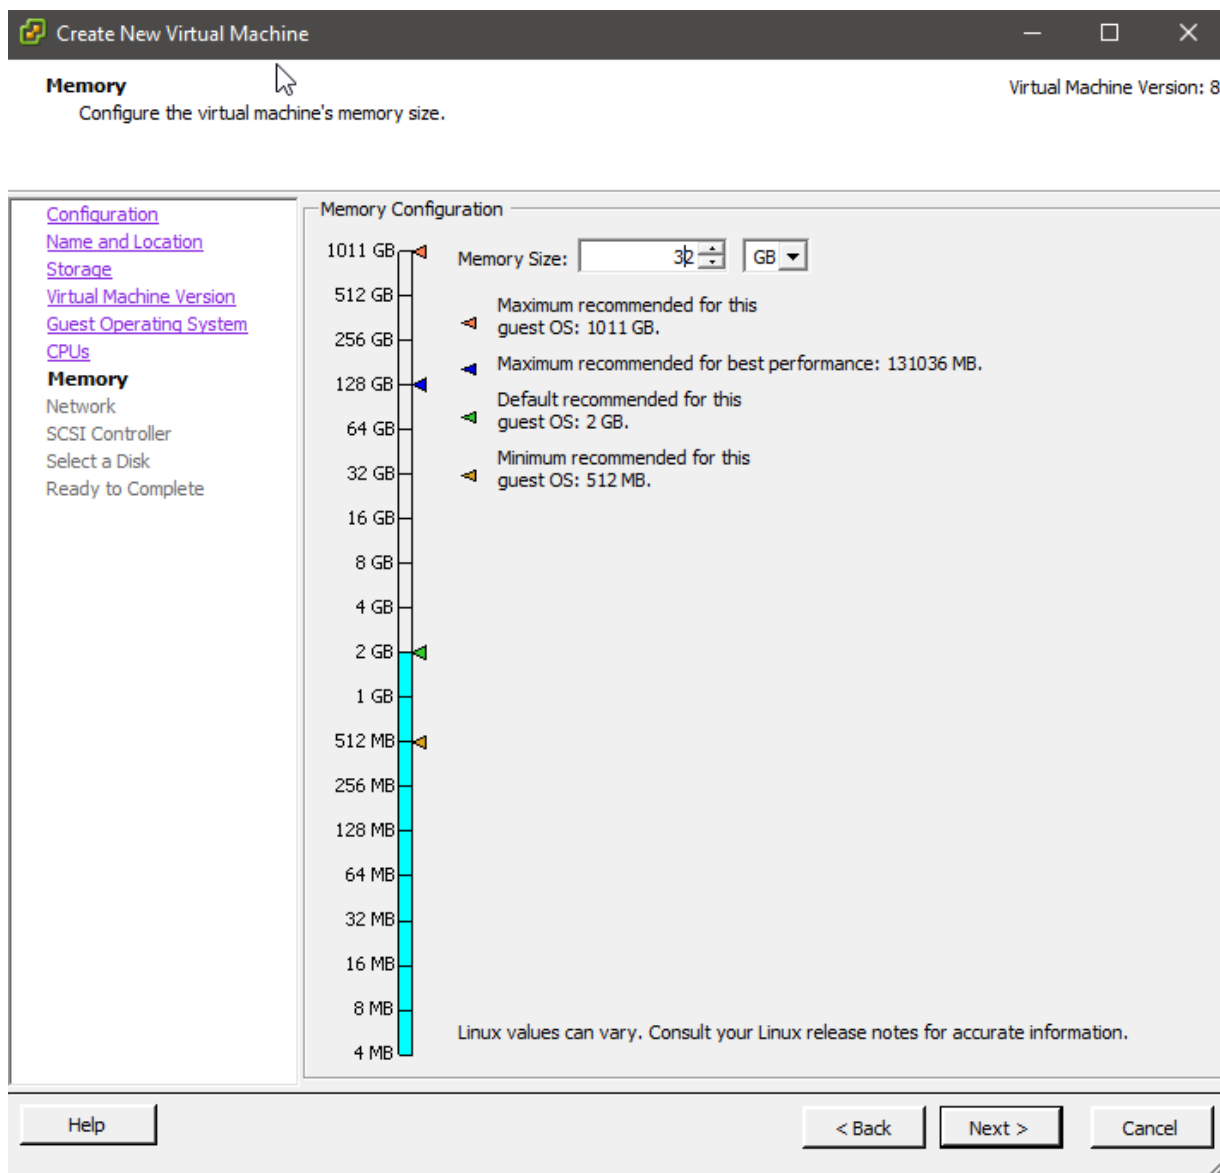 Create New Virtual Machine
Memory
Virtual Machine Version: 8
Configure the virtual machine's memory size.
Configuration
Name and Location
Storage
Virtual Machine Version
Guest Operating System
CPUs
Memory
Network
SCSI Controller
Select a Disk
Ready to Complete
Memory Configuration
1011 GB
512 GB
256 GB
128 GB
64 GB
32 GB
16 GB
8 GB
4 GB
2 GB
1 GB
512 MB
256 MB
128 MB
64 MB
32 MB
16 MB
8 MB
4 MB
Memory Size: 32 GB
Maximum recommended for this
guest OS: 1011 GB.
Maximum recommended for best performance: 131036 MB.
Default recommended for this
guest OS: 2 GB.
Minimum recommended for this
guest OS: 512 MB.
Linux values can vary. Consult your Linux release notes for accurate information.
Help
< Back
Next >
Cancel